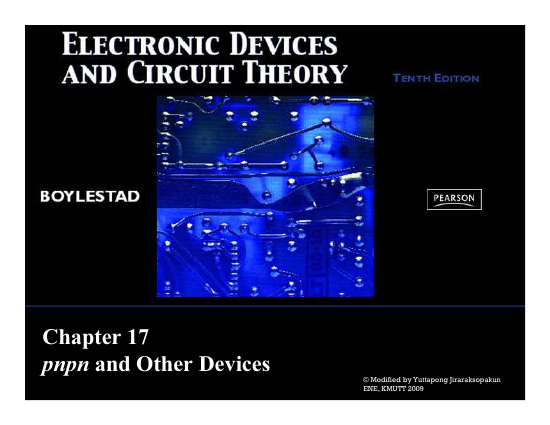 ELECTRONIC DEVICES
AND CIRCUIT THEORY
TENTH EDITION
BOYLESTAD
PEARSON
Chapter 17
pnpn and Other Devices
© Modified by Yuttapong Jiraraksopakun
ENE, KMUTT 2009